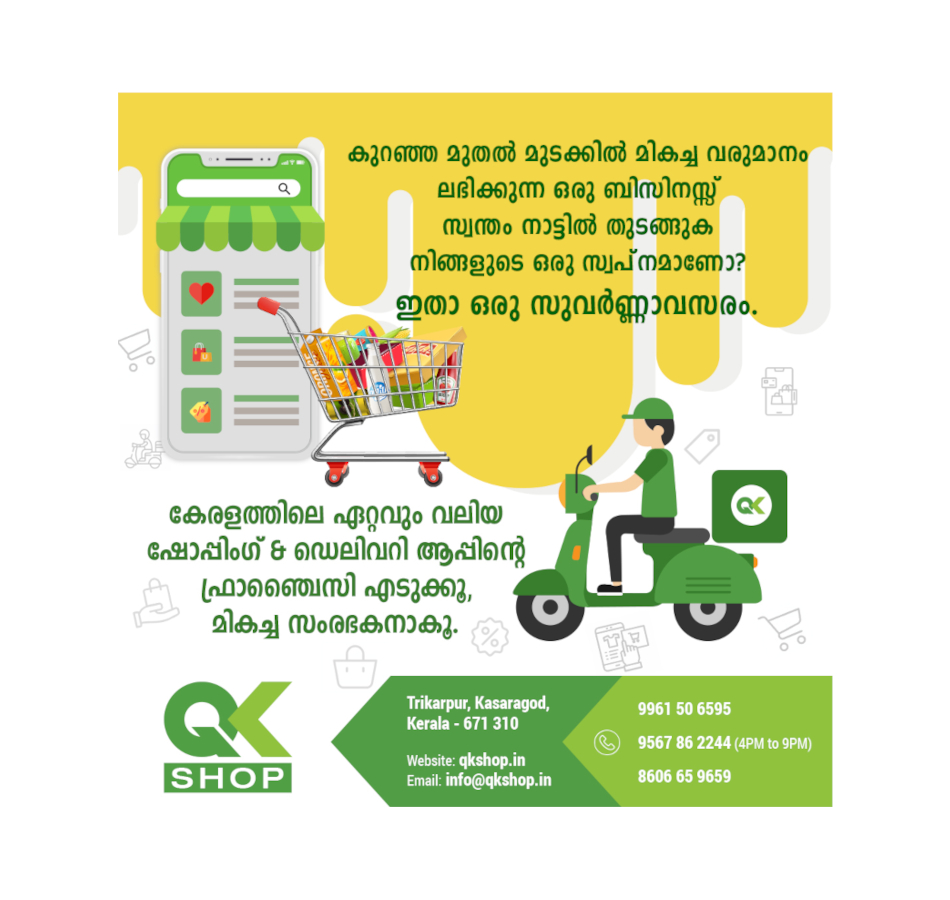 കുറഞ്ഞ മുതൽ മുടക്കിൽ മികച്ച വരുമാനം
ലഭിക്കുന്ന ഒരു ബിസിനസ്സ്
സ്വന്തം നാട്ടിൽ തുടങ്ങുക
നിങ്ങളുടെ ഒരു സ്വപ്നമാണോ?
ഇതാ ഒരു സുവർണ്ണാവസരം.
കേരളത്തിലെ ഏറ്റവും വലിയ
ഷോപ്പിംഗ് & ഡെലിവറി ആപ്പിന്റെ
ഫ്രാഞ്ചൈസി എടുക്കൂ,
മികച്ച സംരഭകനാകൂ.
QK
QK
SHOP
Trikarpur, Kasaragod,
Kerala - 671 310
Website: qkshop.in
Email: info@qkshop.in
9961 50 6595
9567 86 2244 (4PM to 9PM)
8606 65 9659